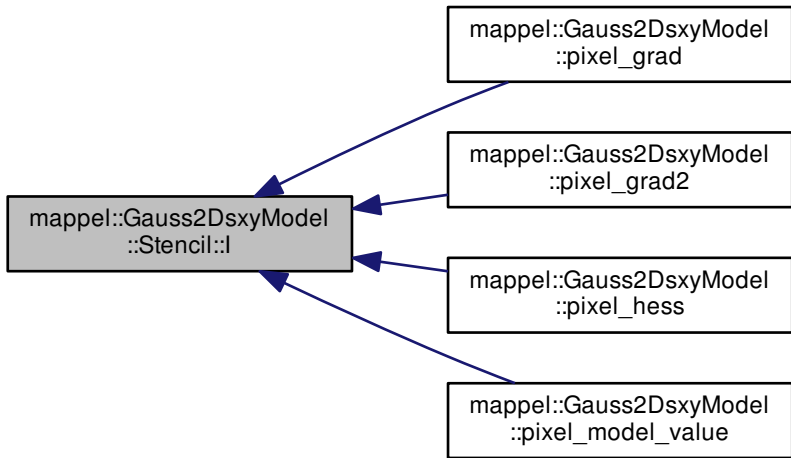 mappel::Gauss2DsxyModel
::pixel_grad
mappel::Gauss2DsxyModel
::pixel_grad2
mappel::Gauss2DsxyModel
::Stencil::I
mappel::Gauss2DsxyModel
::pixel_hess
mappel::Gauss2DsxyModel
::pixel_model_value